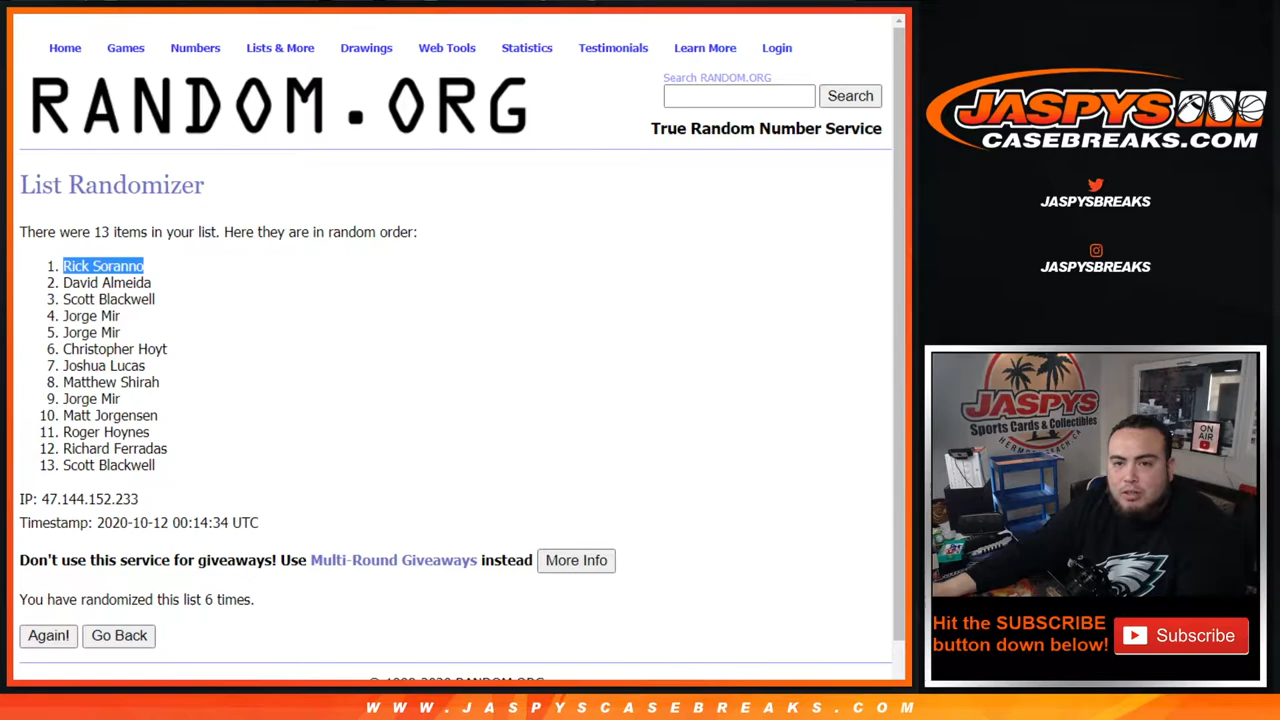 Home Games Numbers Lists & More Drawings Web Tools Statistics Testimonials Learn More Login
RANDOM.ORG
Search RANDOM.ORG
Search
True Random Number Service
List Randomizer
There were 13 items in your list. Here they are in random order:
1. Rick Soranno
2. David Almeida
3. Scott Blackwell
4. Jorge Mir
5. Jorge Mir
6. Christopher Hoyt
7. Joshua Lucas
8. Matthew Shirah
9. Jorge Mir
10. Matt Jorgensen
11. Roger Hoynes
12. Richard Ferradas
13. Scott Blackwell
IP: 47.144.152.233
Timestamp: 2020-10-12 00:14:34 UTC
Don't use this service for giveaways! Use Multi-Round Giveaways instead More Info
You have randomized this list 6 times.
Again! Go Back
JASPYS
CASEBREAKS.COM
JASPYSBREAKS
JASPYSBREAKS
JASPYS
Sports Cards & Collectibles
HERMOSA BEACH, CA
ON
AIR
Hit the SUBSCRIBE
button down below!
Subscribe
WWW.JASPYSCASEBREAKS.COM